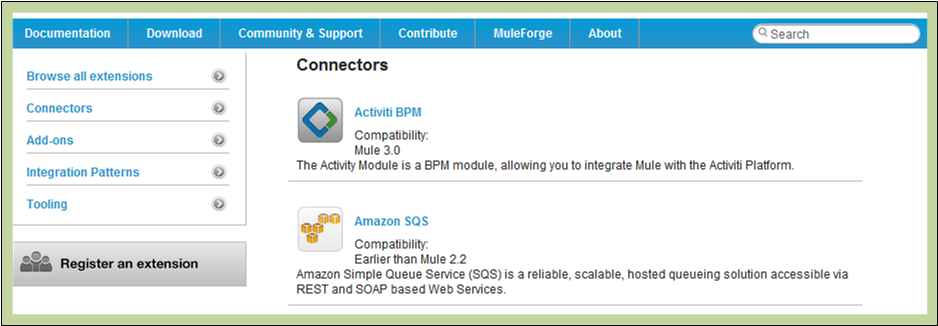 Documentation
Download
Community & Support
Contribute
MuleForge
About
Search
Browse all extensions
Connectors
Add-ons
Integration Patterns
Tooling
Register an extension
Connectors
Activiti BPM
Compatibility:
Mule 3.0
The Activity Module is a BPM module, allowing you to integrate Mule with the Activiti Platform.
Amazon SQS
Compatibility:
Earlier than Mule 2.2
Amazon Simple Queue Service (SQS) is a reliable, scalable, hosted queueing solution accessible via
REST and SOAP based Web Services.